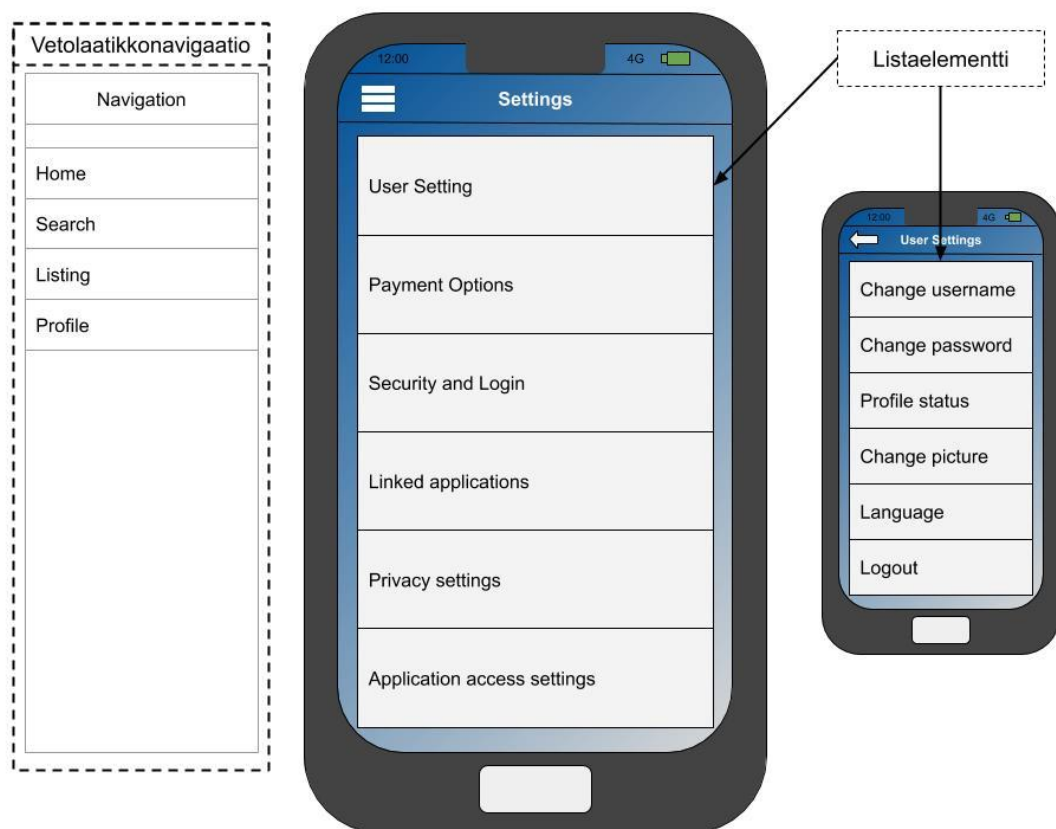 Vetolaatikkonavigaatio
Navigation
Home
Search
Listing
Profile
12:00
4G
Settings
User Setting
Payment Options
Security and Login
Linked applications
Privacy settings
Application access settings
Listaelementti
12:00
4G
User Settings
Change username
Change password
Profile status
Change picture
Language
Logout